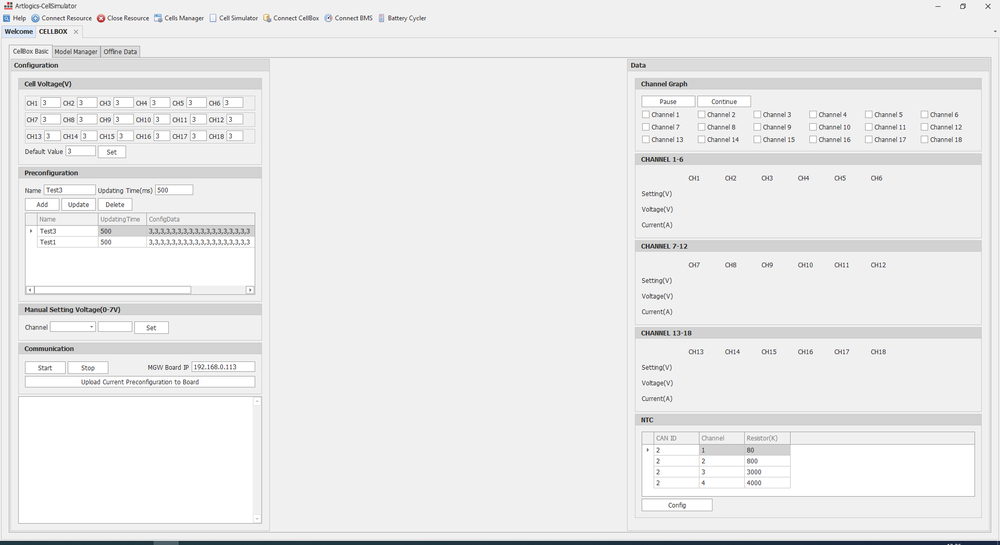 Artlogics-CellSimulator
Help Connect Resource Close Resource Cells Manager Cell Simulator Connect CellBox Connect BMS Battery Cycler
Welcome CELLBOX
CellBox Basic Model Manager Offline Data
Configuration
Cell Voltage(V)
CH1 3 CH2 3 CH3 3 CH4 3 CH5 3 CH6 3
CH7 3 CH8 3 CH9 3 CH10 3 CH11 3 CH12 3
CH13 3 CH14 3 CH15 3 CH16 3 CH17 3 CH18 3
Default Value 3 Set
Preconfiguration
Name Test3 Updating Time(ms) 500
Add Update Delete
Name UpdatingTime ConfigData
Test3 500 3,3,3,3,3,3,3,3,3,3,3,3,3,3,3,3,3,3
Test1 500 3,3,3,3,3,3,3,3,3,3,3,3,3,3,3,3,3,3
Manual Setting Voltage(0-7V)
Channel Set
Communication
Start Stop MGW Board IP 192.168.0.113
Upload Current Preconfiguration to Board
Data
Channel Graph
Pause Continue
Channel 1 Channel 2 Channel 3 Channel 4 Channel 5 Channel 6
Channel 7 Channel 8 Channel 9 Channel 10 Channel 11 Channel 12
Channel 13 Channel 14 Channel 15 Channel 16 Channel 17 Channel 18
CHANNEL 1-6
CH1 CH2 CH3 CH4 CH5 CH6
Setting(V)
Voltage(V)
Current(A)
CHANNEL 7-12
CH7 CH8 CH9 CH10 CH11 CH12
Setting(V)
Voltage(V)
Current(A)
CHANNEL 13-18
CH13 CH14 CH15 CH16 CH17 CH18
Setting(V)
Voltage(V)
Current(A)
NTC
CAN ID Channel Resistor(K)
2 1 80
2 2 800
2 3 3000
2 4 4000
Config